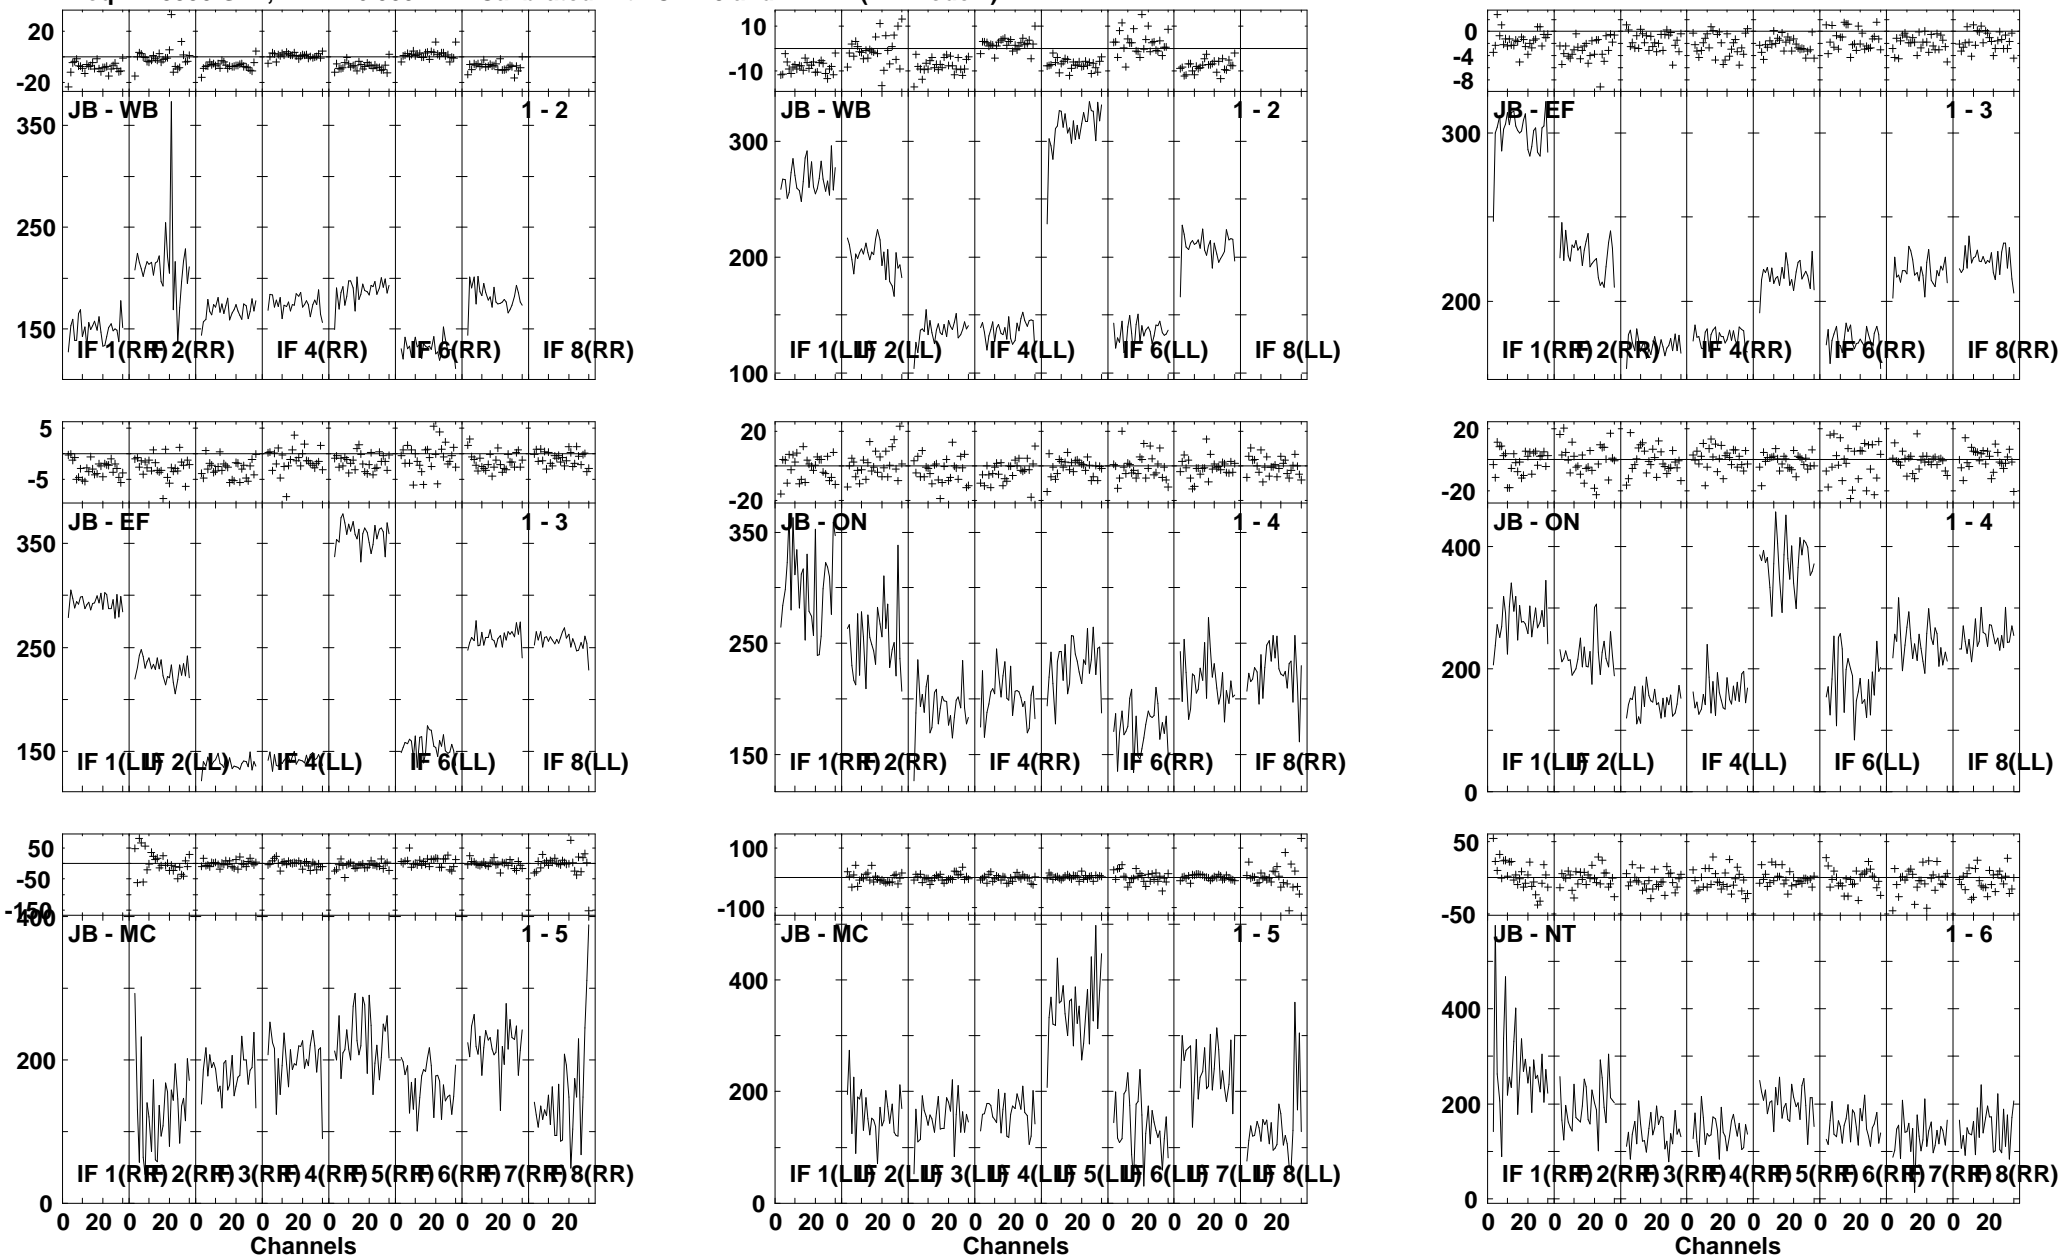 20
-20
JB - WB 1 - 2
350
250
150
IF 1(RR) IF 2(RR) IF 4(RR) IF 6(RR) IF 8(RR)
10
-10
JB - WB 1 - 2
300
200
100
IF 1(LL) IF 2(LL) IF 4(LL) IF 6(LL) IF 8(LL)
0
-4
-8
JB - EF 1 - 3
300
200
IF 1(RR) IF 2(RR) IF 4(RR) IF 6(RR) IF 8(RR)
5
-5
JB - EF 1 - 3
350
250
150
IF 1(LL) IF 2(LL) IF 4(LL) IF 6(LL) IF 8(LL)
20
-20
JB - ON 1 - 4
350
250
150
IF 1(RR) IF 2(RR) IF 4(RR) IF 6(RR) IF 8(RR)
20
-20
JB - ON 1 - 4
400
200
0
IF 1(LL) IF 2(LL) IF 4(LL) IF 6(LL) IF 8(LL)
50
-50
-150
400
JB - MC 1 - 5
200
IF 1(RR) IF 2(RR) IF 3(RR) IF 4(RR) IF 5(RR) IF 6(RR) IF 7(RR) IF 8(RR)
0
0 20 0 20 0 20 0 20 0 20 0 20 0 20 0 20
Channels
100
-100
JB - MC 1 - 5
400
200
IF 1(LL) IF 2(LL) IF 3(LL) IF 4(LL) IF 5(LL) IF 6(LL) IF 7(LL) IF 8(LL)
0
0 20 0 20 0 20 0 20 0 20 0 20 0 20 0 20
Channels
50
-50
JB - NT 1 - 6
400
200
IF 1(RR) IF 2(RR) IF 3(RR) IF 4(RR) IF 5(RR) IF 6(RR) IF 7(RR) IF 8(RR)
0
0 20 0 20 0 20 0 20 0 20 0 20 0 20 0 20
Channels